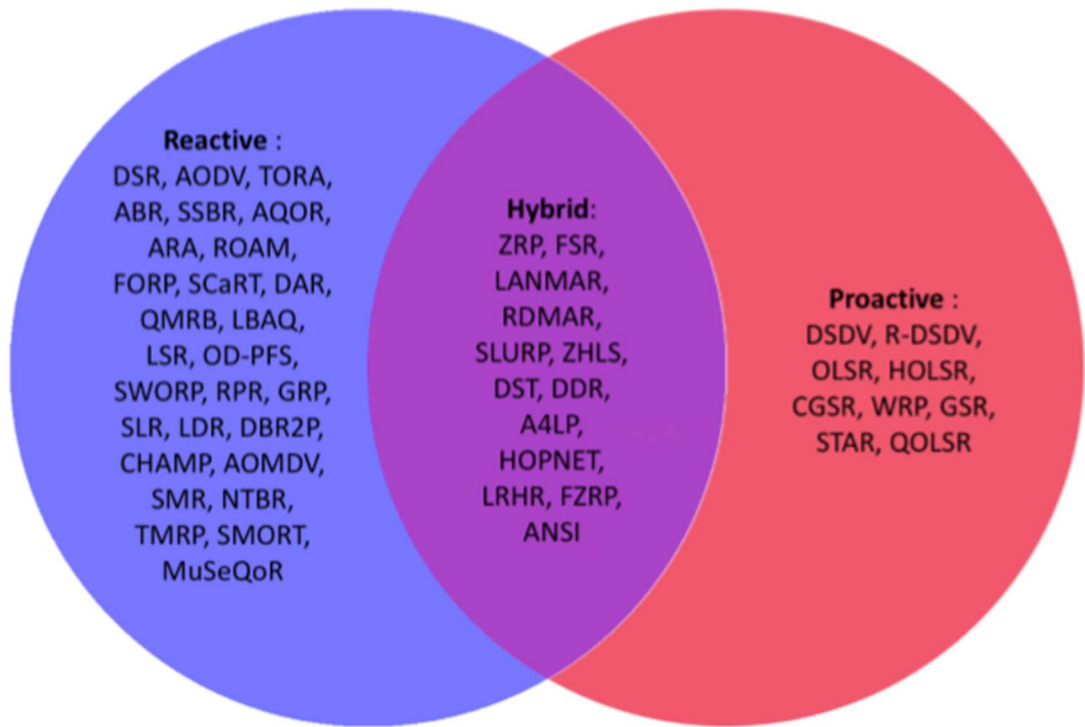 Reactive :
DSR, AODV, TORA,
ABR, SSBR, AQOR,
ARA, ROAM,
FORP, SCaRT, DAR,
QMRB, LBAQ,
LSR, OD-PFS,
SWORP, RPR, GRP,
SLR, LDR, DBR2P,
CHAMP, AOMDV,
SMR, NTBR,
TMRP, SMORT,
MuSeQoR
Hybrid:
ZRP, FSR,
LANMAR,
RDMAR,
SLURP, ZHLS,
DST, DDR,
A4LP,
HOPNET,
LRHR, FZRP,
ANSI
Proactive :
DSDV, R-DSDV,
OLSR, HOLSR,
CGSR, WRP, GSR,
STAR, QOLSR